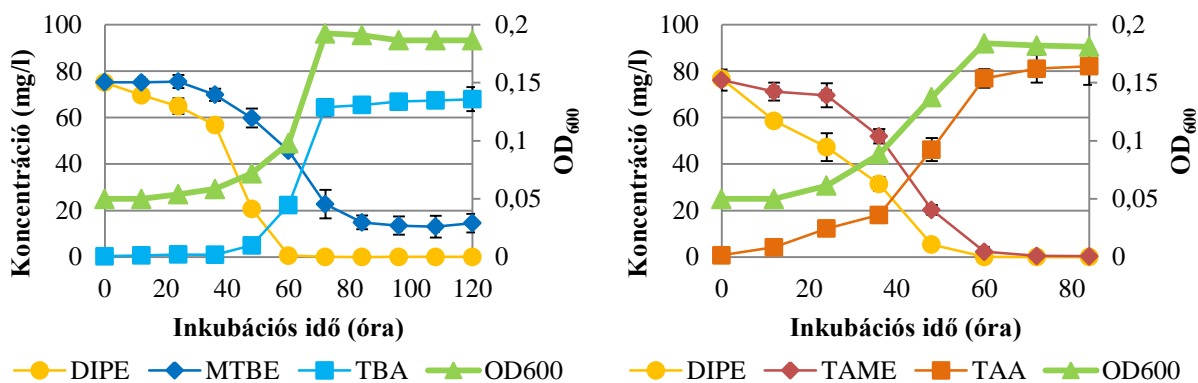 Koncentráció (mg/l)
100
80
60
40
20
0
0,2
0,15
0,1
0,05
0
OD600
0 20 40 60 80 100 120
Inkubációs idő (óra)
DIPE MTBE TBA OD600
Koncentráció (mg/l)
100
80
60
40
20
0
0,2
0,15
0,1
0,05
0
OD600
0 20 40 60 80
Inkubációs idő (óra)
DIPE TAME TAA OD600